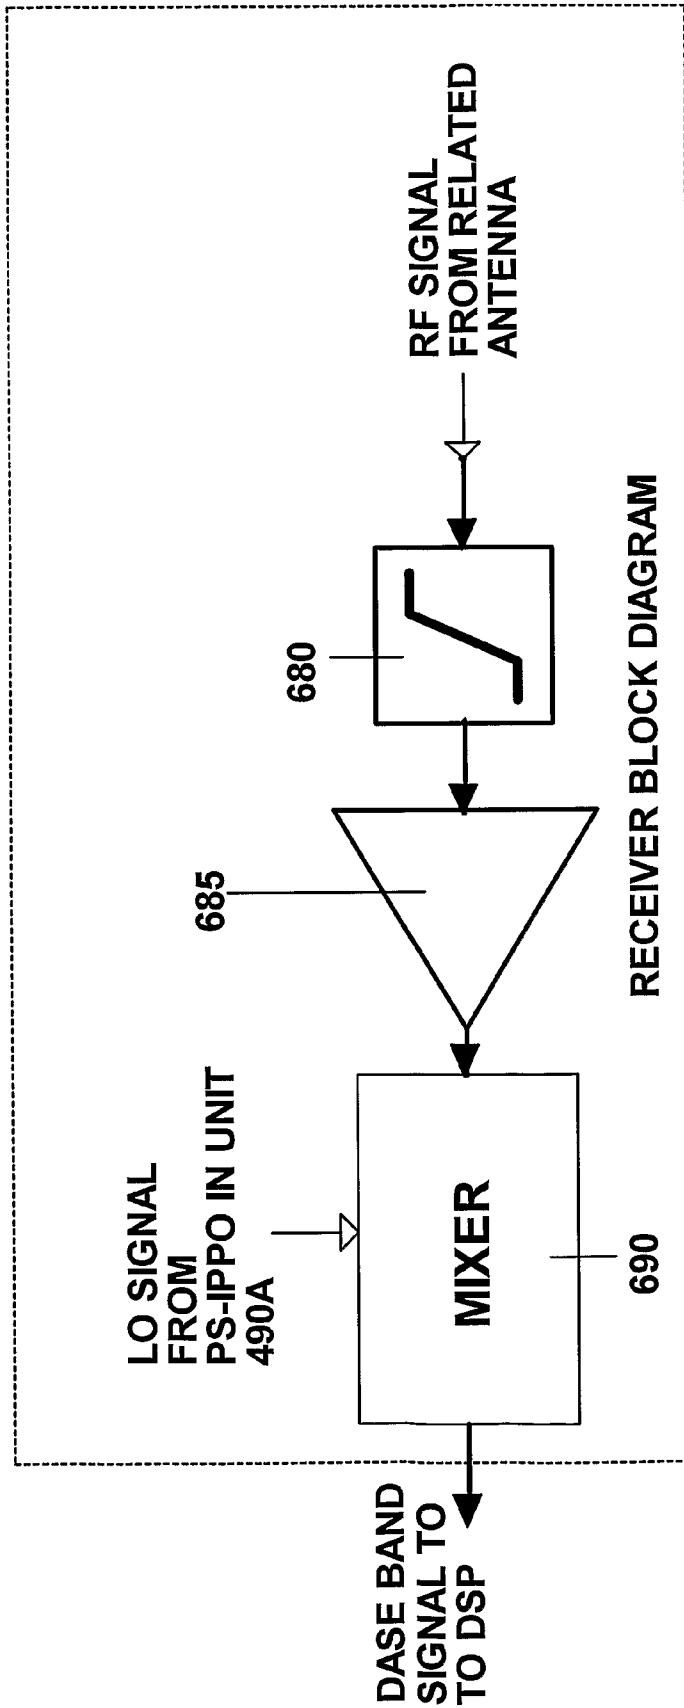 LO SIGNAL
FROM
PS-IPPO IN UNIT
490A
685
680
RF SIGNAL
FROM RELATED
ANTENNA
DASE BAND
SIGNAL TO
TO DSP
MIXER
690
RECEIVER BLOCK DIAGRAM